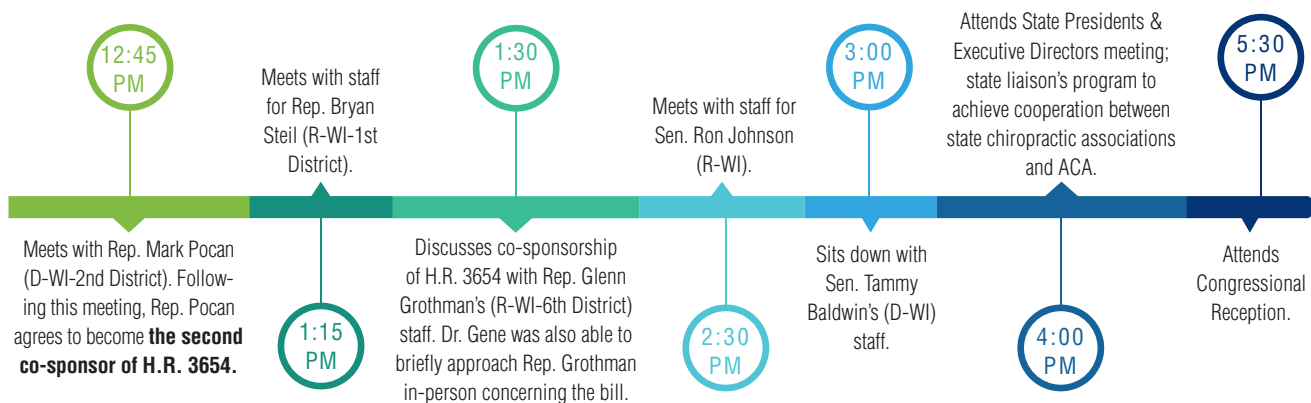 12:45
PM
Meets with Rep. Mark Pocan
(D-WI-2nd District). Follow-
ing this meeting, Rep. Pocan
agrees to become the second
co-sponsor of H.R. 3654.
Meets with staff
for Rep. Bryan
Steil (R-WI-1st
District).
1:15
PM
1:30
PM
Discusses co-sponsorship
of H.R. 3654 with Rep. Glenn
Grothman's (R-WI-6th District)
staff. Dr. Gene was also able to
briefly approach Rep. Grothman
in-person concerning the bill.
Meets with staff for
Sen. Ron Johnson
(R-WI).
2:30
PM
3:00
PM
Sits down with
Sen. Tammy
Baldwin's (D-WI)
staff.
Attends State Presidents &
Executive Directors meeting;
state liaison's program to
achieve cooperation between
state chiropractic associations
and ACA.
4:00
PM
5:30
PM
Attends
Congressional
Reception.